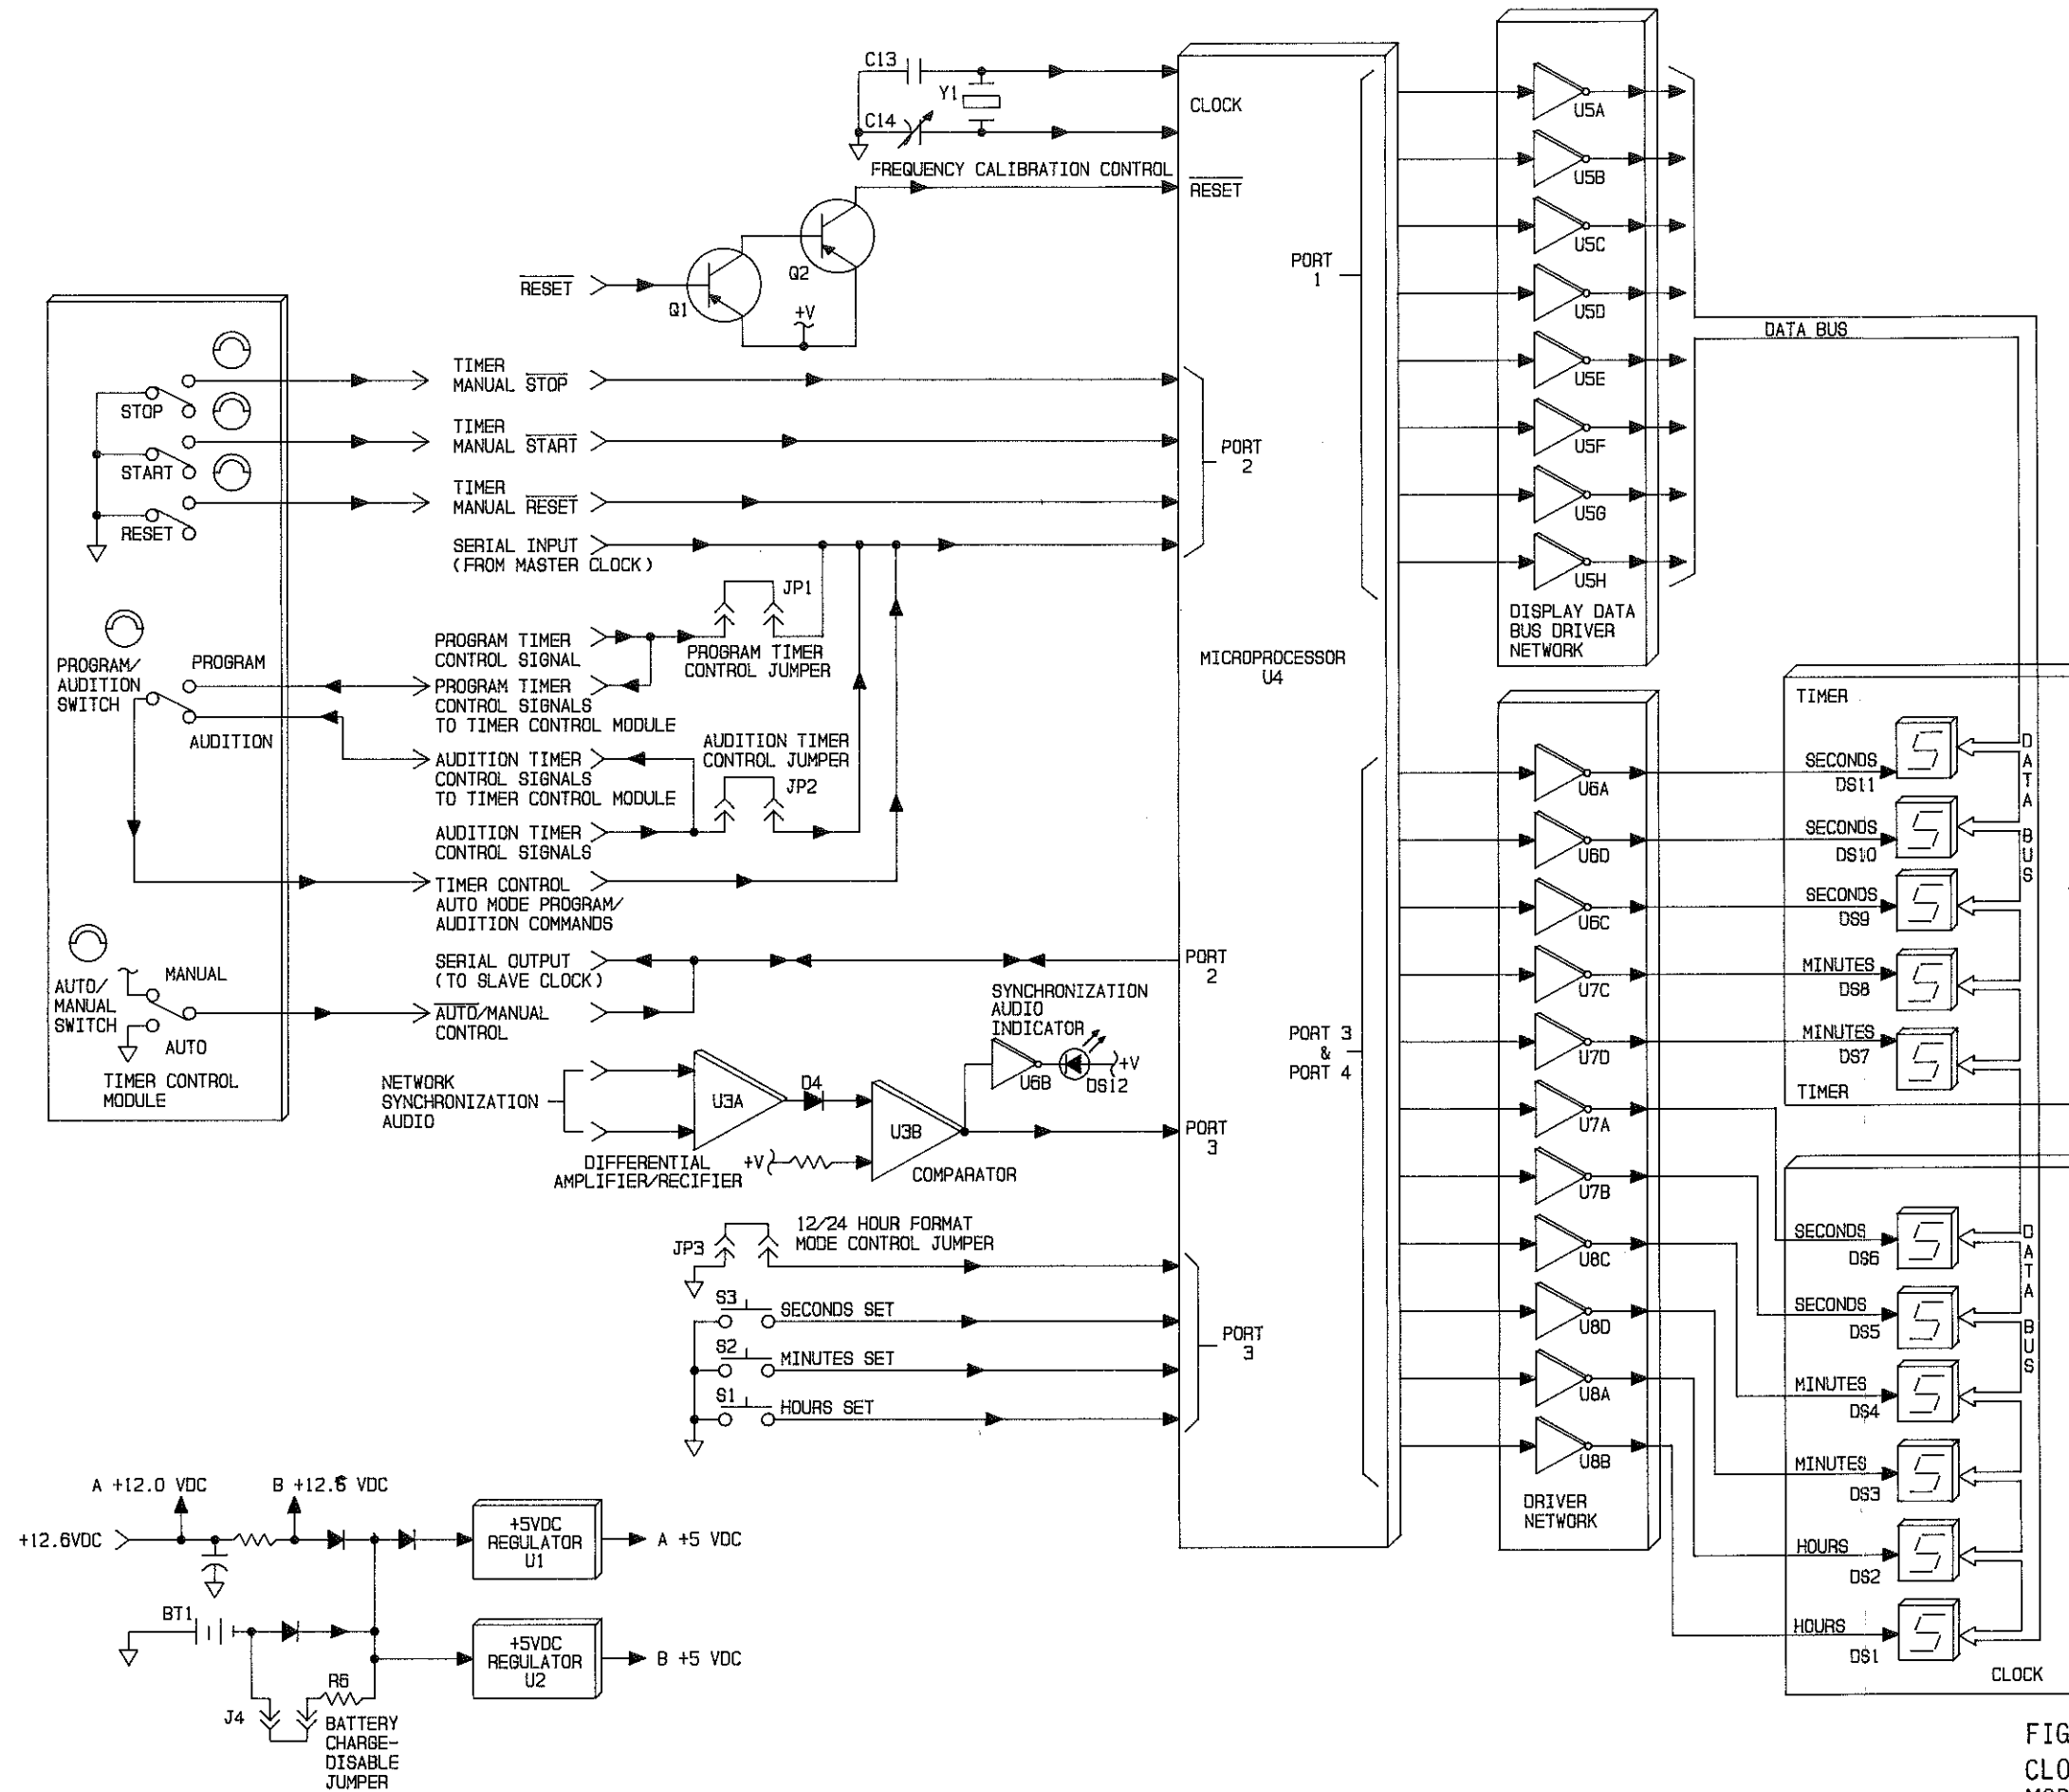 C13
Y1
C14
FREQUENCY CALIBRATION CONTROL
CLOCK
RESET
Q2
RESET
Q1
+V
PORT
1
U5A
U5B
U5C
U5D
U5E
U5F
U5G
U5H
DISPLAY DATA
BUS DRIVER
NETWORK
DATA BUS
STOP
START
RESET
TIMER
MANUAL STOP
TIMER
MANUAL START
TIMER
MANUAL RESET
SERIAL INPUT
(FROM MASTER CLOCK)
PORT
2
JP1
PROGRAM TIMER
CONTROL SIGNAL
PROGRAM TIMER
CONTROL JUMPER
PROGRAM/
AUDITION
SWITCH
PROGRAM
AUDITION
PROGRAM TIMER
CONTROL SIGNALS
TO TIMER CONTROL MODULE
AUDITION TIMER
CONTROL JUMPER
JP2
AUDITION TIMER
CONTROL SIGNALS
TO TIMER CONTROL MODULE
AUDITION TIMER
CONTROL SIGNALS
TIMER CONTROL
AUTO MODE PROGRAM/
AUDITION COMMANDS
MICROPROCESSOR
U4
SERIAL OUTPUT
(TO SLAVE CLOCK)
PORT
2
AUTO/
MANUAL
SWITCH
MANUAL
AUTO
AUTO/MANUAL
CONTROL
TIMER CONTROL
MODULE
SYNCHRONIZATION
AUDIO
INDICATOR
U6B
DS12
+V
NETWORK
SYNCHRONIZATION
AUDIO
U3A
D4
U3B
DIFFERENTIAL
AMPLIFIER/RECIFIER
+V
COMPARATOR
PORT
3
PORT 3
&
PORT 4
JP3
12/24 HOUR FORMAT
MODE CONTROL JUMPER
S3
SECONDS SET
S2
MINUTES SET
S1
HOURS SET
PORT
3
U6A
U6D
U6C
U7C
U7D
U7A
U7B
U8C
U8D
U8A
U8B
DRIVER
NETWORK
TIMER
SECONDS
DS11
SECONDS
DS10
SECONDS
DS9
MINUTES
DS8
MINUTES
DS7
TIMER
DATA BUS
SECONDS
DS6
SECONDS
DS5
MINUTES
DS4
MINUTES
DS3
HOURS
DS2
HOURS
DS1
CLOCK
DATA BUS
A +12.0 VDC
B +12.6 VDC
+12.6VDC
+5VDC
REGULATOR
U1
A +5 VDC
BT1
+5VDC
REGULATOR
U2
B +5 VDC
J4
BATTERY
CHARGE-
DISABLE
JUMPER
FIG
CLO